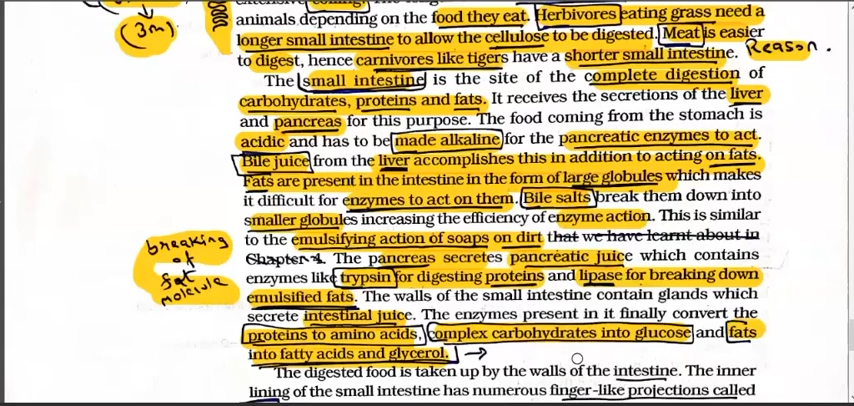 extensive coiling.
animals depending on the food they eat. Herbivores eating grass need a
longer small intestine to allow the cellulose to be digested. Meat is easier
to digest, hence carnivores like tigers have a shorter small intestine.
Reason.
(3m)
The small intestine is the site of the complete digestion of
carbohydrates, proteins and fats. It receives the secretions of the liver
and pancreas for this purpose. The food coming from the stomach is
acidic and has to be made alkaline for the pancreatic enzymes to act.
Bile juice from the liver accomplishes this in addition to acting on fats.
Fats are present in the intestine in the form of large globules which makes
it difficult for enzymes to act on them. Bile salts break them down into
smaller globules increasing the efficiency of enzyme action. This is similar
to the emulsifying action of soaps on dirt that we have learnt about in
Chapter 4. The pancreas secretes pancreatic juice which contains
enzymes like trypsin for digesting proteins and lipase for breaking down
emulsified fats. The walls of the small intestine contain glands which
secrete intestinal juice. The enzymes present in it finally convert the
proteins to amino acids, complex carbohydrates into glucose and fats
into fatty acids and glycerol.
breaking
of
fat
molecule
The digested food is taken up by the walls of the intestine. The inner
lining of the small intestine has numerous finger-like projections called